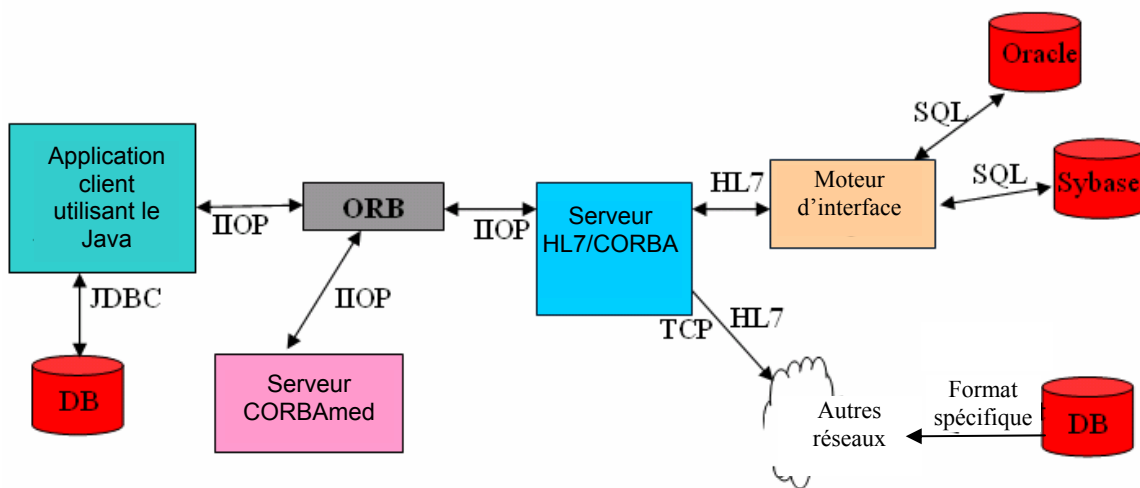 Oracle
SQL
Application
client
utilisant le
Java
HL7
Moteur
d'interface
SQL
Sybase
IIOP
ORB
IIOP
Serveur
HL7/CORBA
JDBC
IIOP
TCP
HL7
DB
Serveur
CORBAmed
Autres
réseaux
Format
spécifique
DB